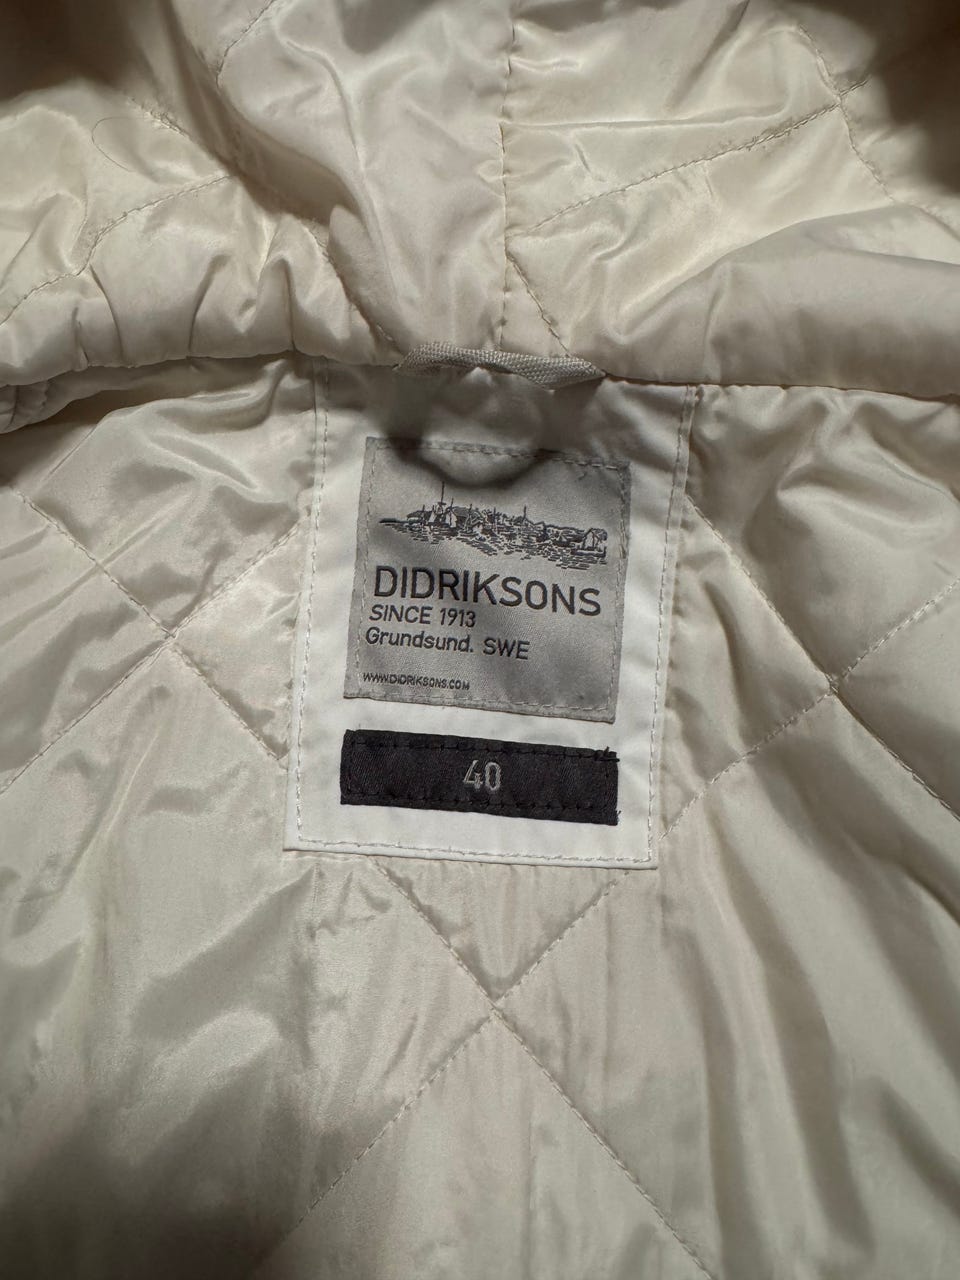 DIDRIKSONS
SINCE 1913
Grundsund. SWE
WWW.DIDRIKSONS.COM
40